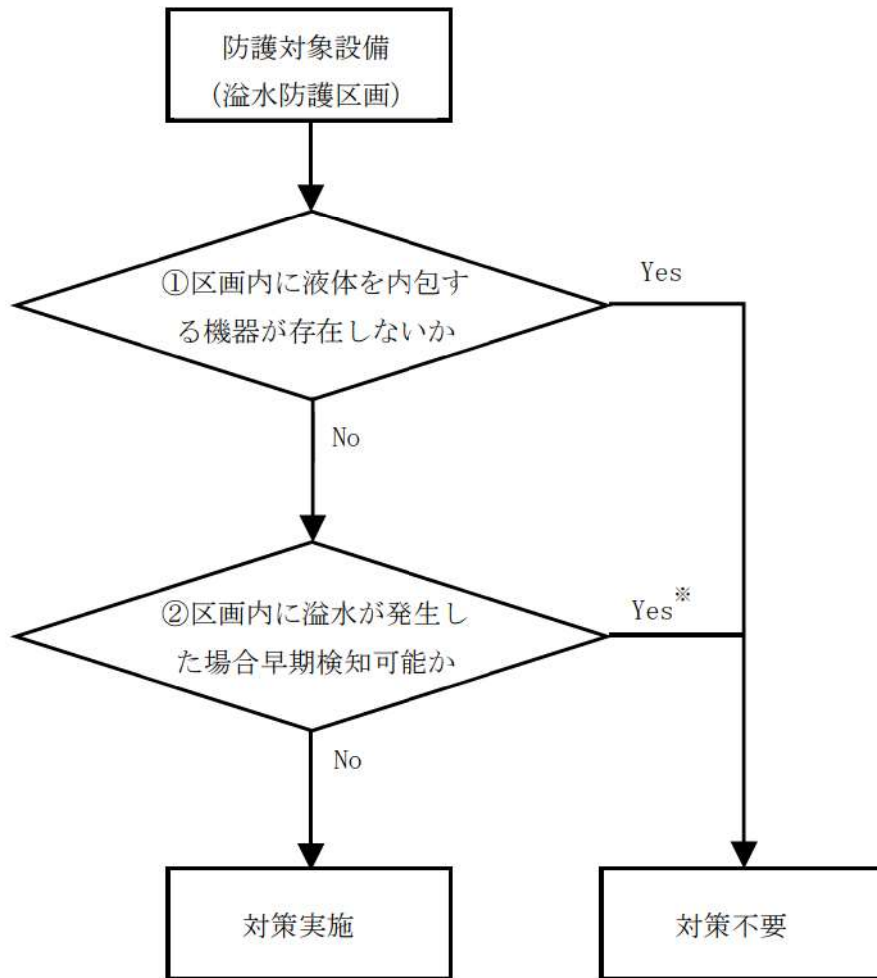 防護対象設備
(溢水防護区画)
①区画内に液体を内包す
る機器が存在しないか
Yes
No
②区画内に溢水が発生し
た場合早期検知可能か
Yes※
No
対策実施
対策不要